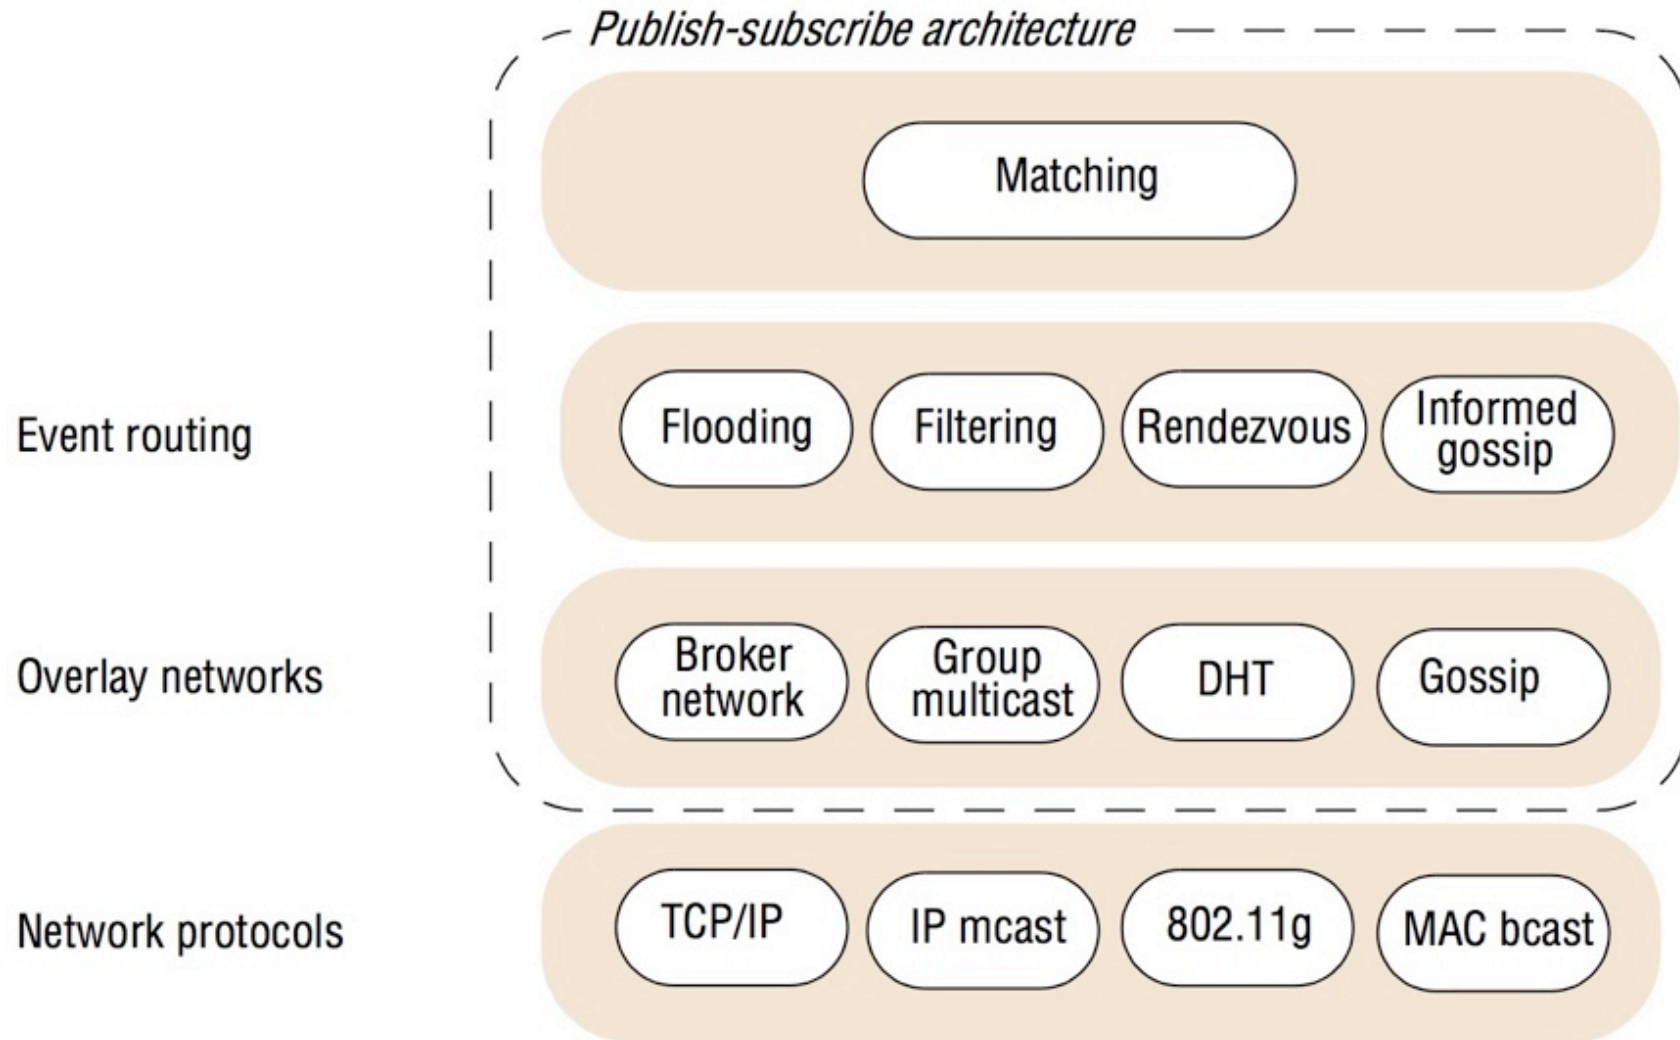 Publish-subscribe architecture
Matching
Event routing
Flooding
Filtering
Rendezvous
Informed
gossip
Overlay networks
Broker
network
Group
multicast
DHT
Gossip
Network protocols
TCP/IP
IP mcast
802.11g
MAC bcast